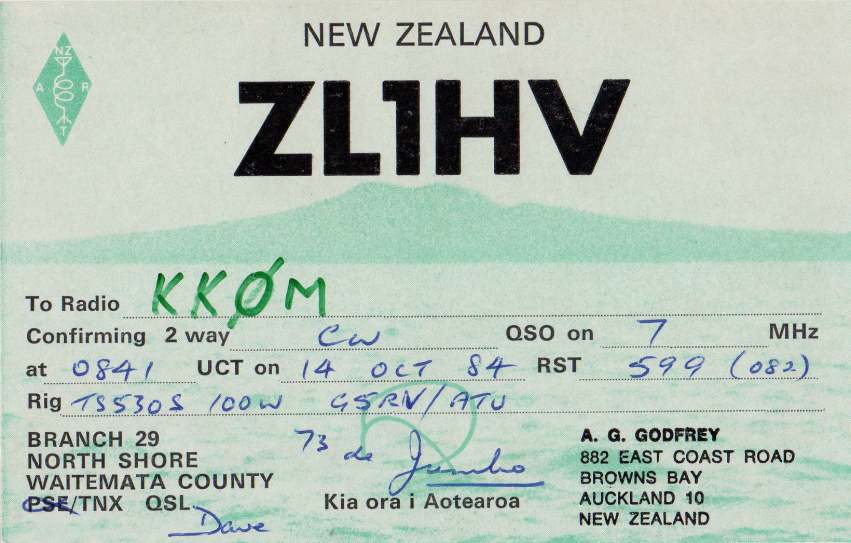 NEW ZEALAND
NZ
A R
T
ZL1HV
To Radio KKØM
Confirming 2 way CW QSO on 7 MHz
at 0841 UCT on 14 OCT 84 RST 599 (082)
Rig TS530S 100W G5RV/ATU
BRANCH 29
NORTH SHORE
WAITEMATA COUNTY
PSE/TNX QSL
Dave
73 de Jumbo
Kia ora i Aotearoa
A. G. GODFREY
882 EAST COAST ROAD
BROWNS BAY
AUCKLAND 10
NEW ZEALAND